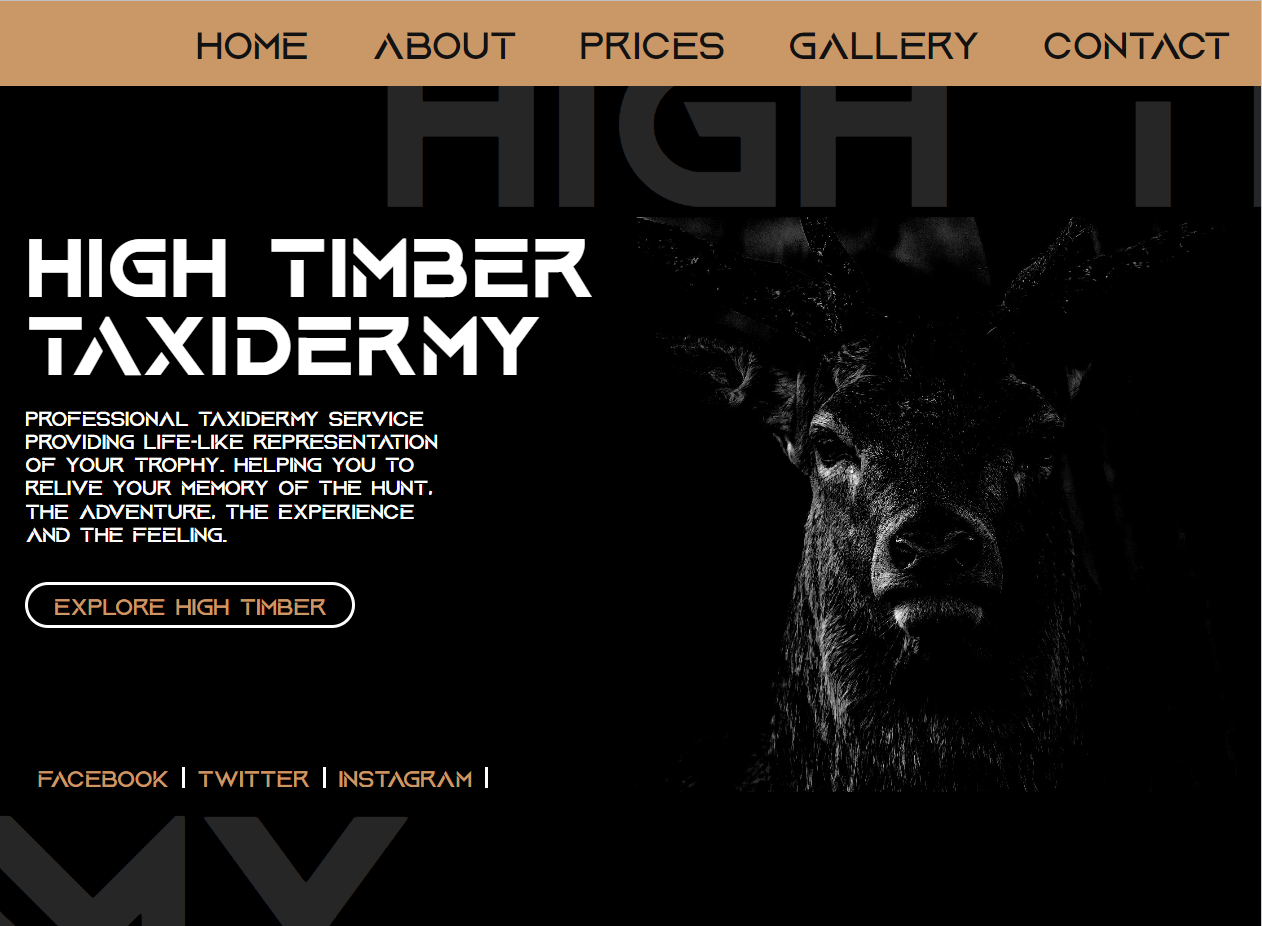 HOME ABOUT PRICES GALLERY CONTACT
HIGH T
HIGH TIMBER
TAXIDERMY
PROFESSIONAL TAXIDERMY SERVICE
PROVIDING LIFE-LIKE REPRESENTATION
OF YOUR TROPHY. HELPING YOU TO
RELIVE YOUR MEMORY OF THE HUNT,
THE ADVENTURE, THE EXPERIENCE
AND THE FEELING.
EXPLORE HIGH TIMBER
FACEBOOK | TWITTER | INSTAGRAM |
MY